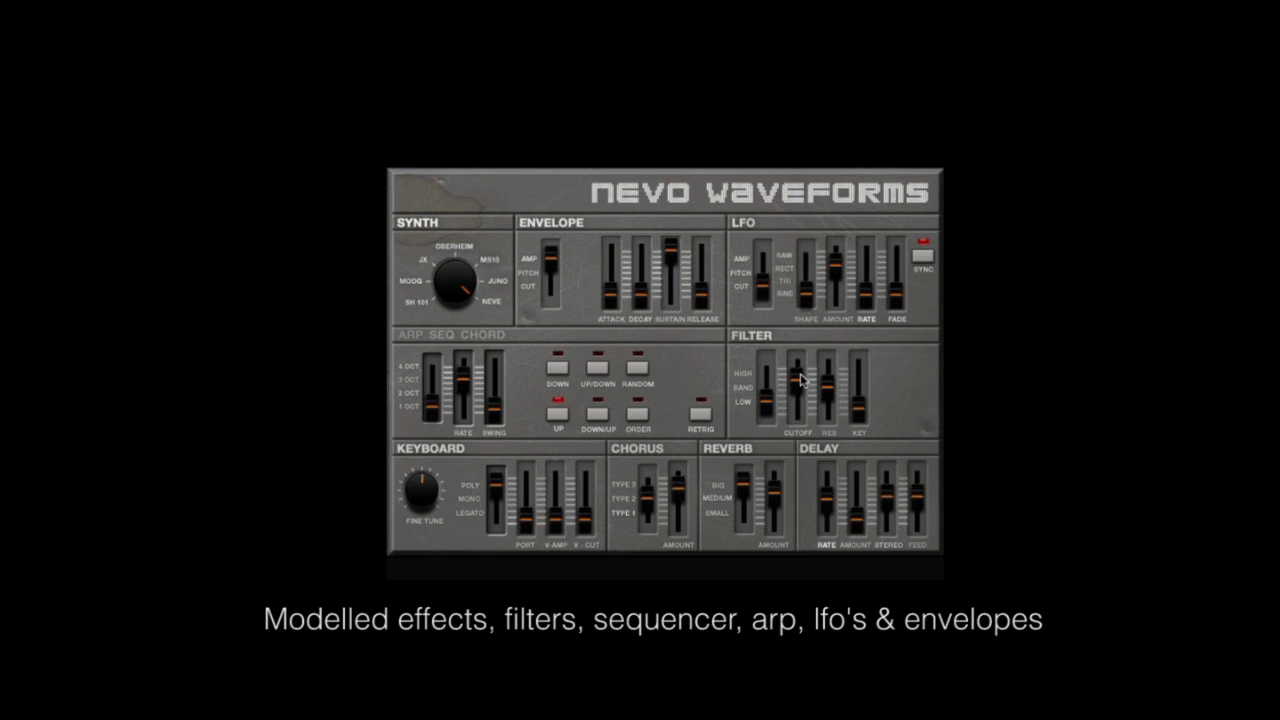 NEVO WAVEFORMS
SYNTH
ENVELOPE
LFO
OBERHEIM
JX
MS10
MOOG
JUNO
SH 101
NEVE
AMP
PITCH
CUT
ATTACK DECAY SUSTAIN RELEASE
AMP
PITCH
CUT
SAW
RECT
TRI
SINE
SHAPE AMOUNT RATE FADE
SYNC
ARP SEQ CHORD
FILTER
4 OCT
3 OCT
2 OCT
1 OCT
RATE SWING
DOWN UP/DOWN RANDOM
UP DOWN/UP ORDER RETRIG
HIGH
BAND
LOW
CUTOFF RES KEY
KEYBOARD
CHORUS
REVERB
DELAY
FINE TUNE
POLY
MONO
LEGATO
PORT V-AMP V - CUT
TYPE 3
TYPE 2
TYPE 1
AMOUNT
BIG
MEDIUM
SMALL
AMOUNT
RATE AMOUNT STEREO FEED
Modelled effects, filters, sequencer, arp, lfo's & envelopes